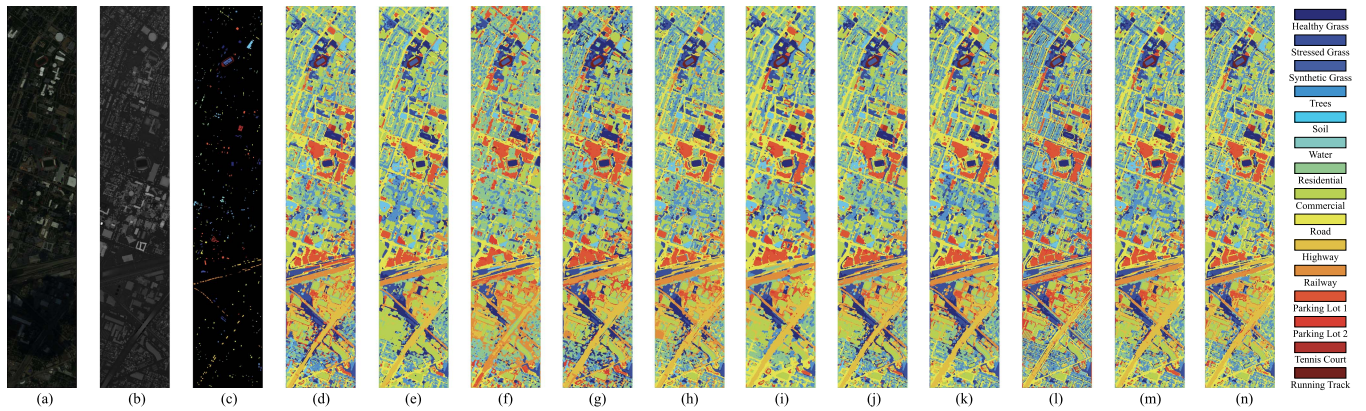 Healthy Grass
Stressed Grass
Synthetic Grass
Trees
Soil
Water
Residential
Commercial
Road
Highway
Railway
Parking Lot 1
Parking Lot 2
Tennis Court
Running Track
(a) (b) (c) (d) (e) (f) (g) (h) (i) (j) (k) (l) (m) (n)